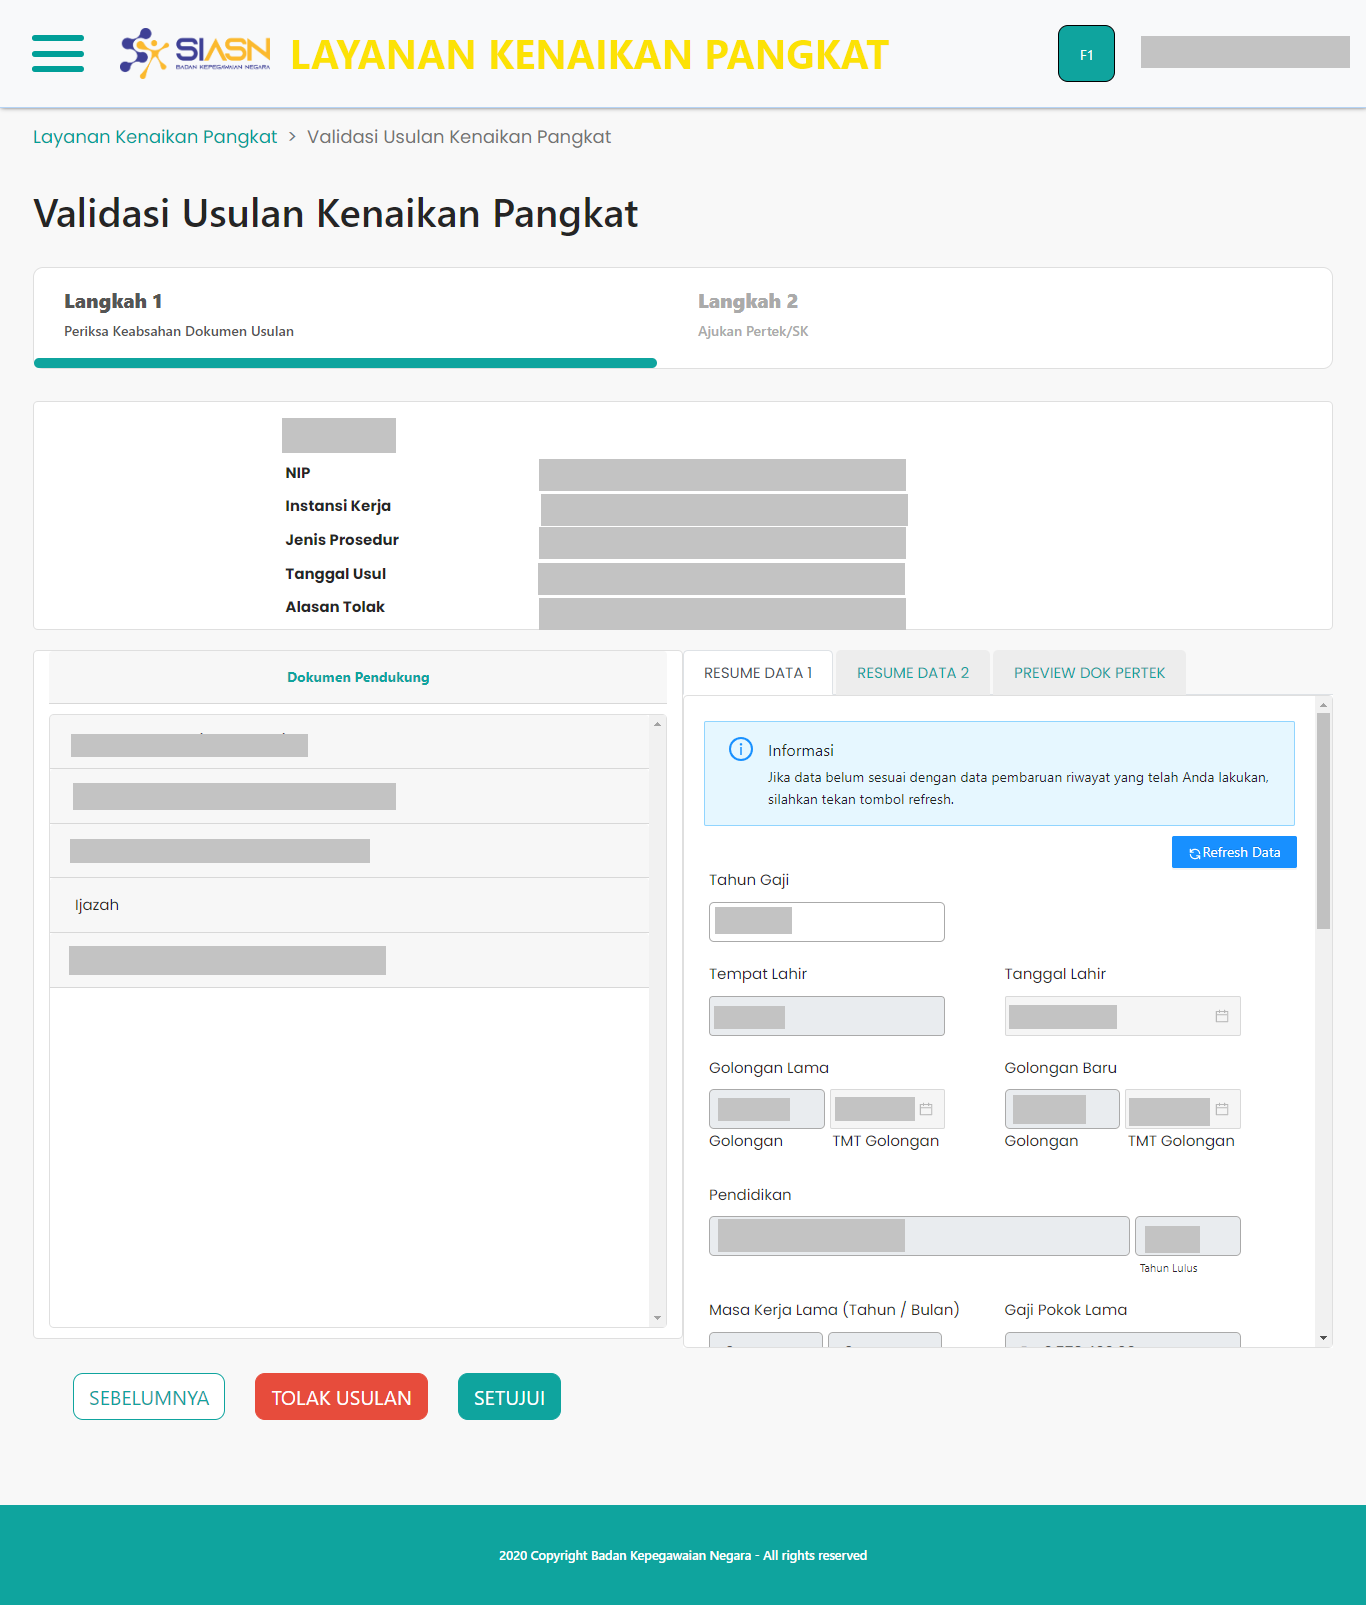 SIASN
BADAN KEPEGAWAIAN NEGARA
LAYANAN KENAIKAN PANGKAT
F1
Layanan Kenaikan Pangkat > Validasi Usulan Kenaikan Pangkat
Validasi Usulan Kenaikan Pangkat
Langkah 1
Periksa Keabsahan Dokumen Usulan
Langkah 2
Ajukan Pertek/SK
NIP
Instansi Kerja
Jenis Prosedur
Tanggal Usul
Alasan Tolak
Dokumen Pendukung
Ijazah
RESUME DATA 1
RESUME DATA 2
PREVIEW DOK PERTEK
Informasi
Jika data belum sesuai dengan data pembaruan riwayat yang telah Anda lakukan,
silahkan tekan tombol refresh.
Refresh Data
Tahun Gaji
Tempat Lahir
Tanggal Lahir
Golongan Lama
Golongan Baru
Golongan
TMT Golongan
Golongan
TMT Golongan
Pendidikan
Tahun Lulus
Masa Kerja Lama (Tahun / Bulan)
Gaji Pokok Lama
SEBELUMNYA
TOLAK USULAN
SETUJUI
2020 Copyright Badan Kepegawaian Negara - All rights reserved